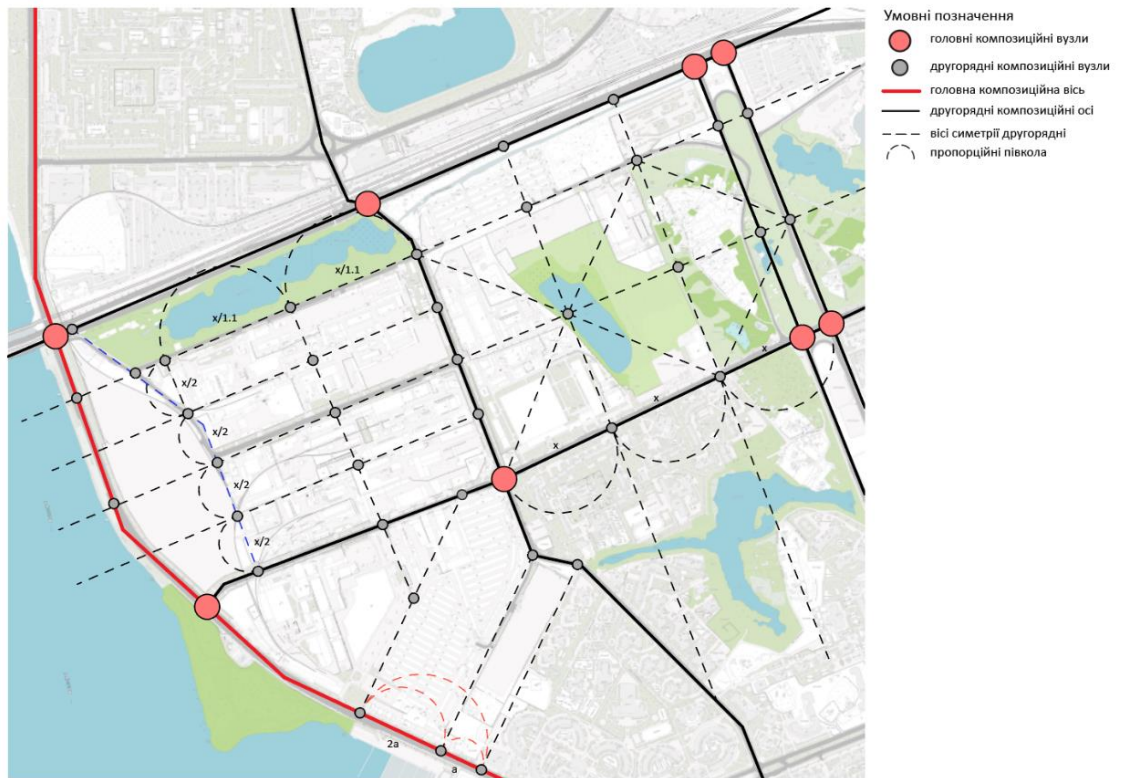 Умовні позначення
головні композиційні вузли
другорядні композиційні вузли
головна композиційна вісь
другорядні композиційні осі
вісі симетрії другорядні
пропорційні півкола
x/1.1
x/1.1
x/2
x/2
x/2
x/2
x
x
x
2a
a